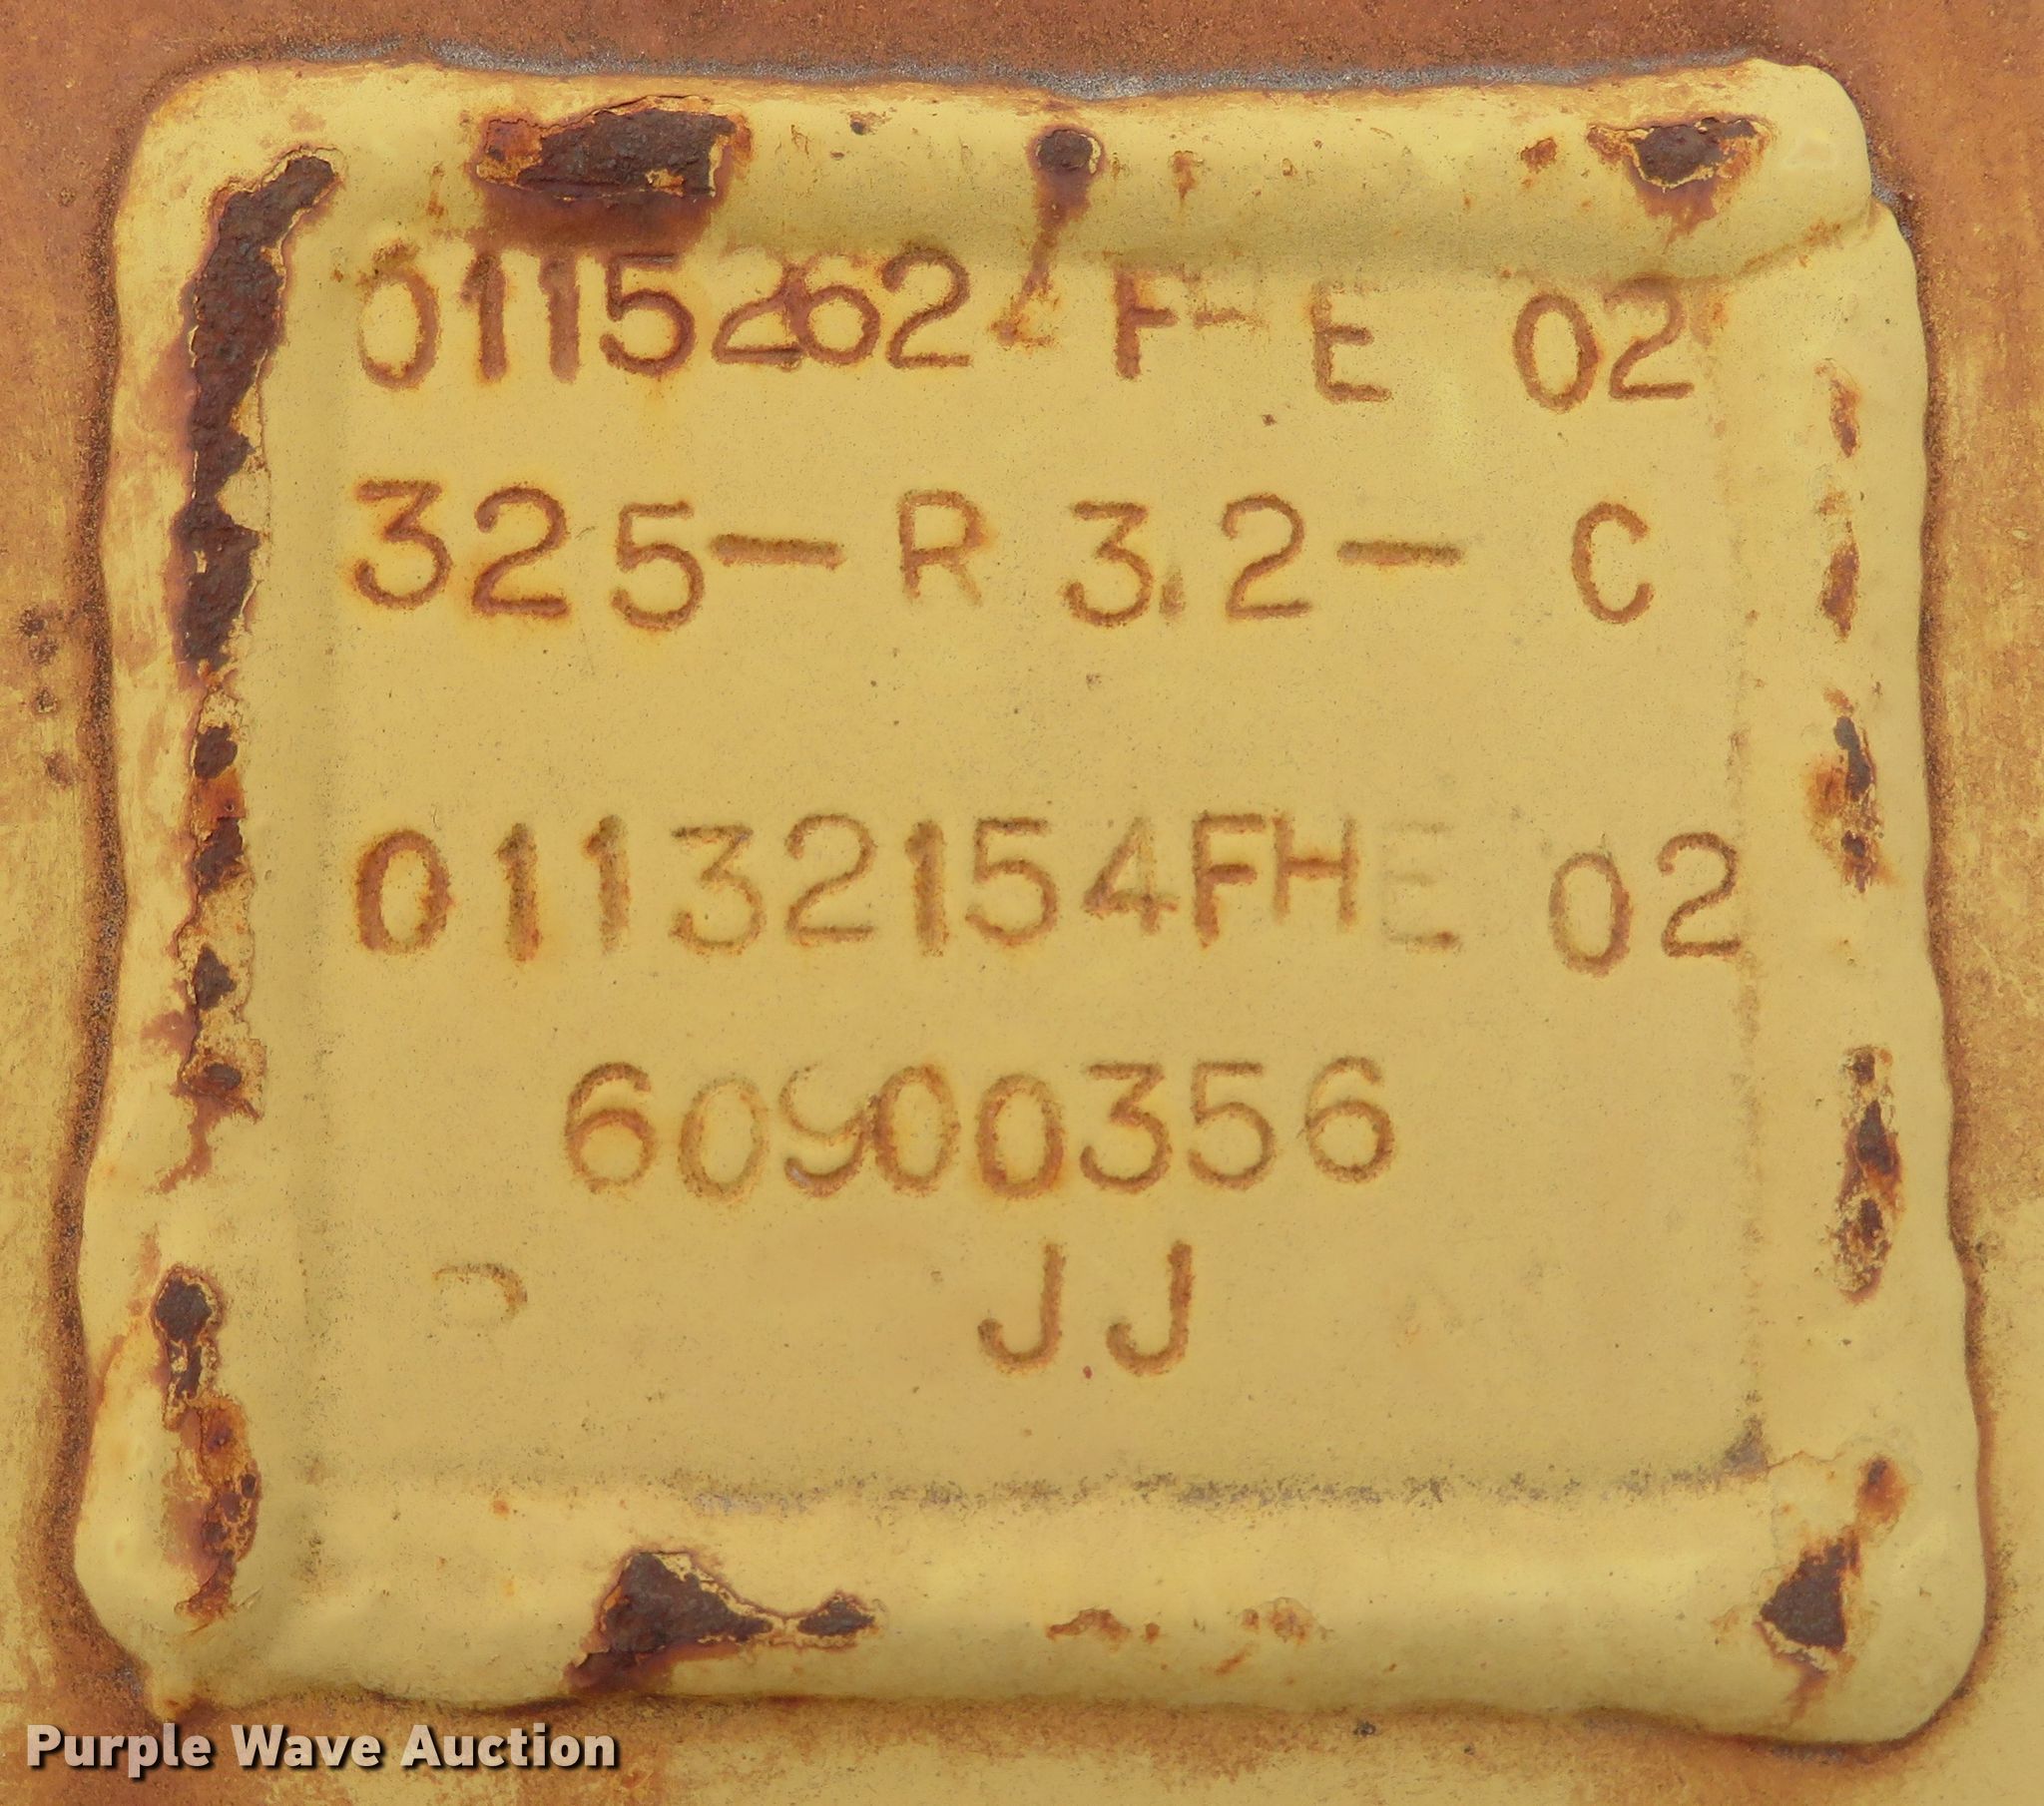 0115262 F E 02
325-R 3.2-C
01132154FHE 02
60900356
JJ
Purple Wave Auction